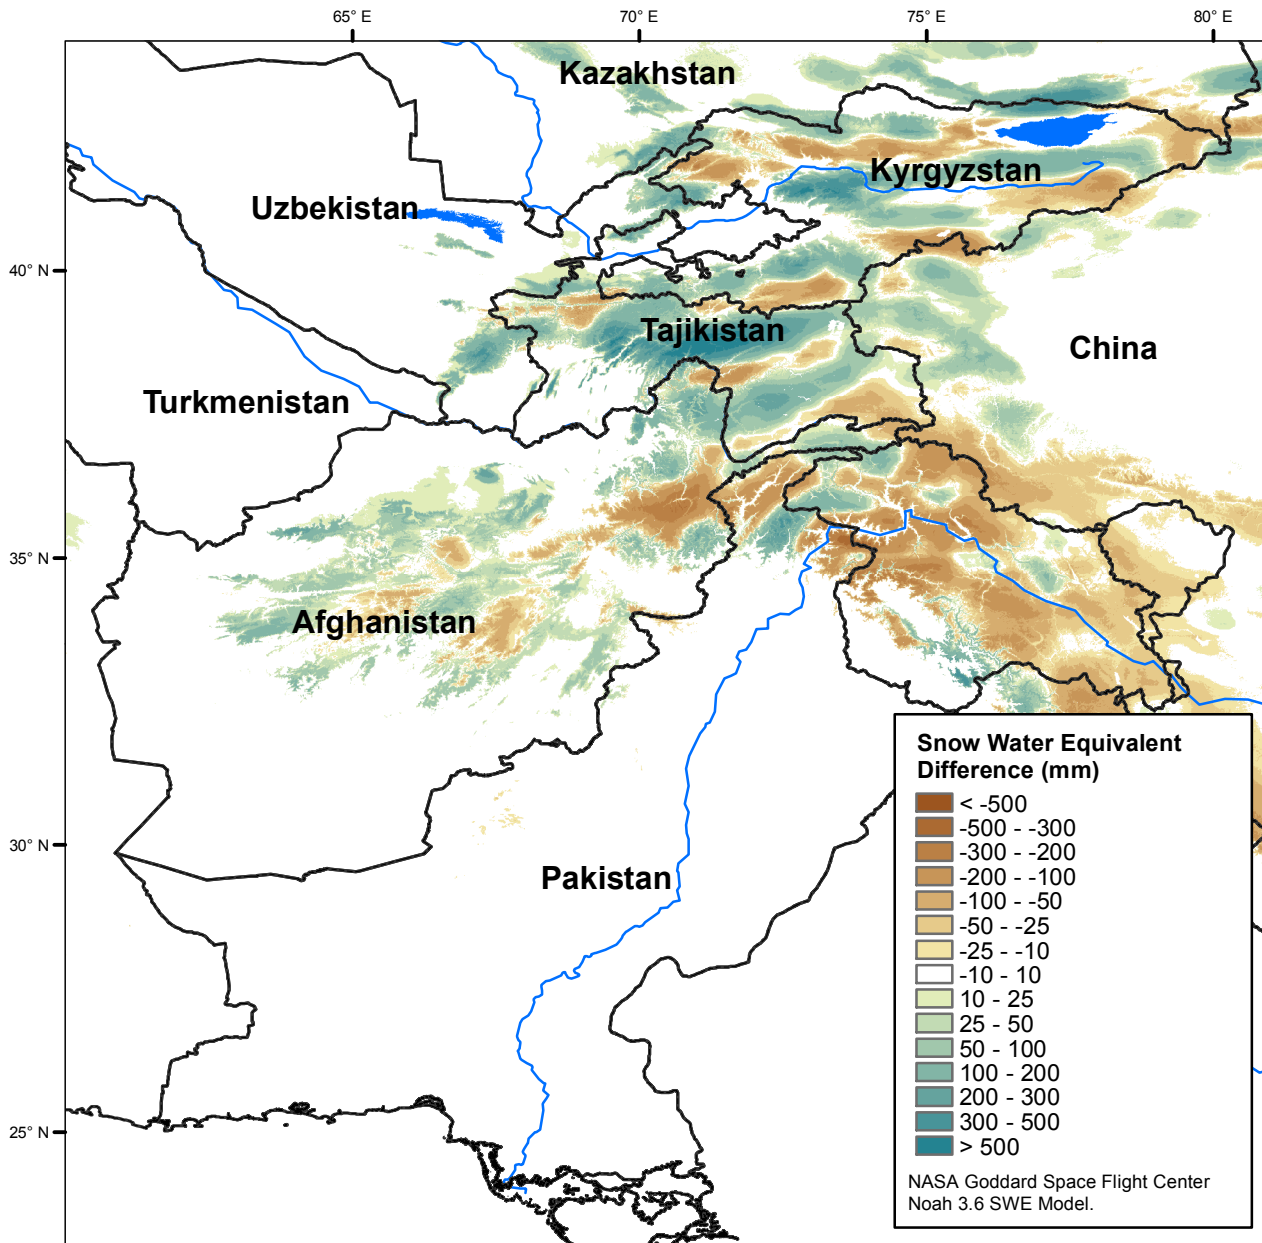 65° E
70° E
75° E
80° E
Kazakhstan
Kyrgyzstan
Uzbekistan
40° N
Tajikistan
China
Turkmenistan
35° N
Afghanistan
Snow Water Equivalent
Difference (mm)
< -500
-500 - -300
-300 - -200
-200 - -100
-100 - -50
-50 - -25
-25 - -10
-10 - 10
10 - 25
25 - 50
50 - 100
100 - 200
200 - 300
300 - 500
> 500
30° N
Pakistan
25° N
NASA Goddard Space Flight Center
Noah 3.6 SWE Model.